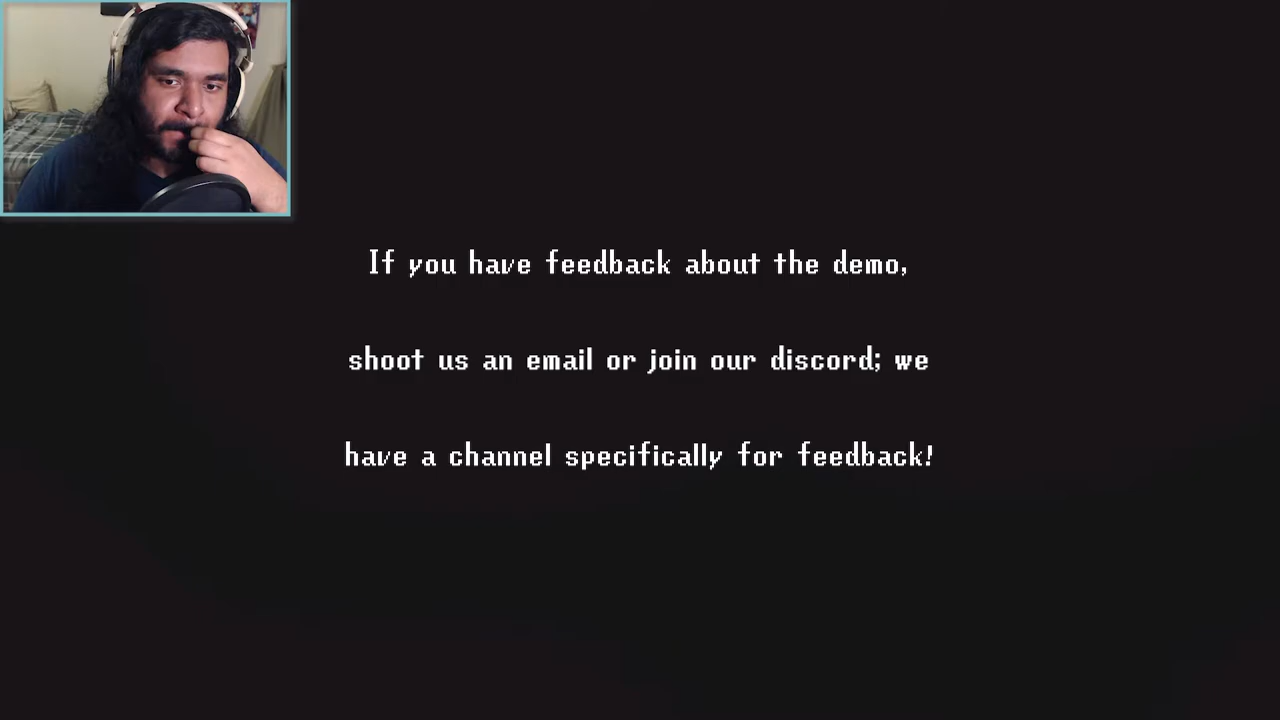 If you have feedback about the demo,
shoot us an email or join our discord; we
have a channel specifically for feedback!